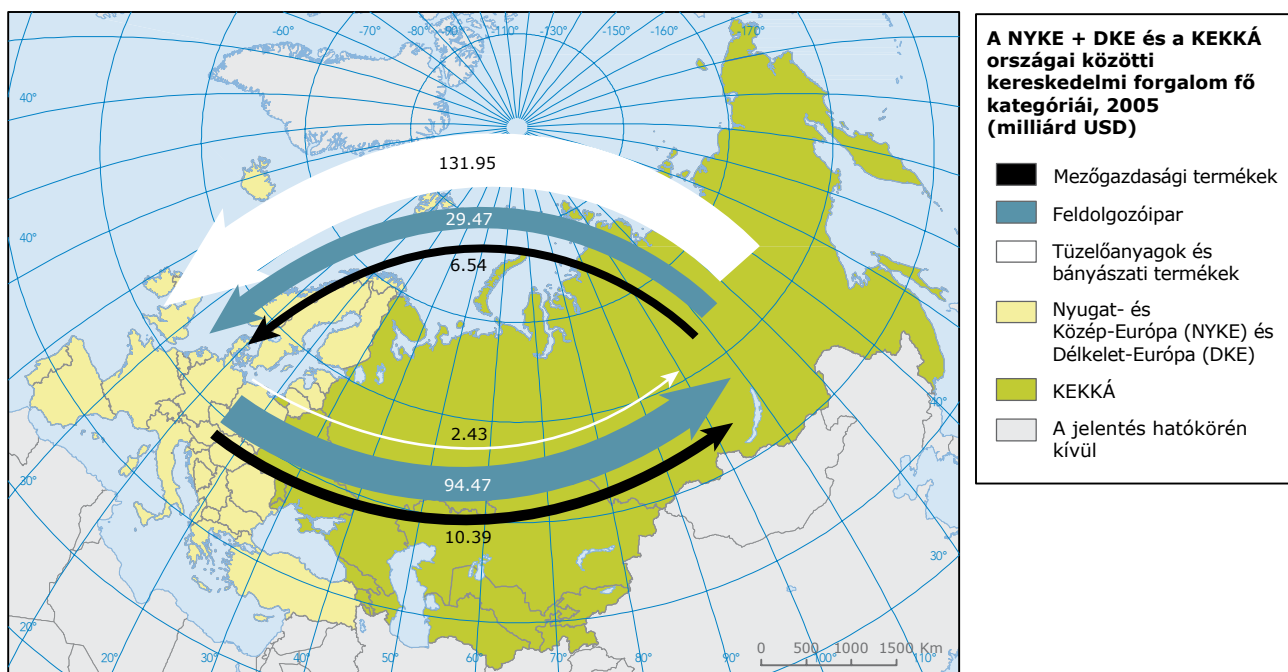 -60° -70° -80° -90° -110° -130° -150° -160° -170°
40°
40°
30°
20°
20° 30° 40° 50° 60° 70° 80° 90° 100° 110°
40°
30°
131.95
29.47
6.54
2.43
94.47
10.39
0 500 1000 1500 Km
A NYKE + DKE és a KEKKÁ
országai közötti
kereskedelmi forgalom fő
kategóriái, 2005
(milliárd USD)
Mezőgazdasági termékek
Feldolgozóipar
Tüzelőanyagok és
bányászati termékek
Nyugat- és
Közép-Európa (NYKE) és
Délkelet-Európa (DKE)
KEKKÁ
A jelentés hatókörén
kívül